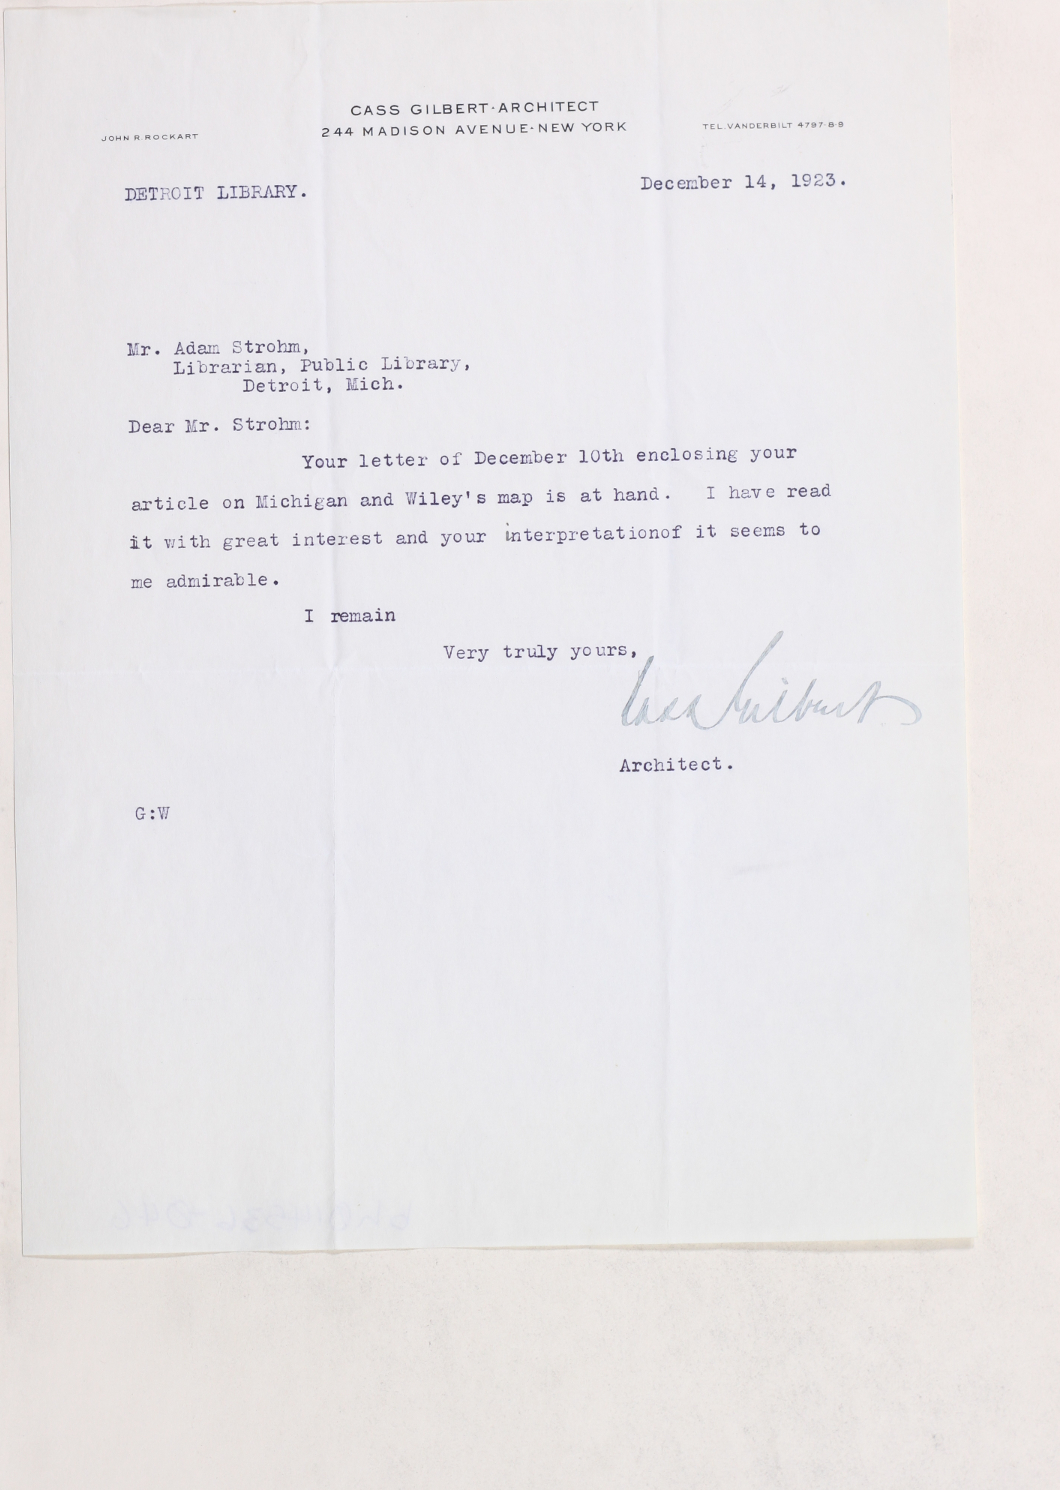 CASS GILBERT·ARCHITECT
244 MADISON AVENUE·NEW YORK
JOHN R. ROCKART
TEL. VANDERBILT 4797-8-9
DETROIT LIBRARY.
December 14, 1923.
Mr. Adam Strohm,
Librarian, Public Library,
Detroit, Mich.
Dear Mr. Strohm:
Your letter of December 10th enclosing your
article on Michigan and Wiley's map is at hand. I have read
it with great interest and your interpretationof it seems to
me admirable.
I remain
Very truly yours,
Cass Gilbert
Architect.
G:W